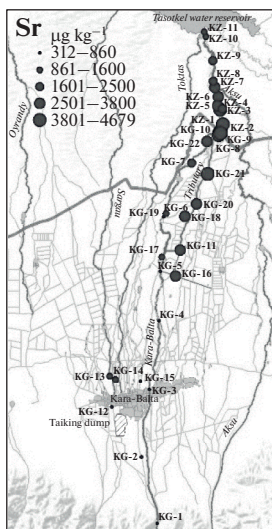 Sr
µg kg⁻¹
312–860
861–1600
1601–2500
2501–3800
3801–4679
Tasotkel water reservoir
KZ-11
KZ-10
KZ-9
Toktas
KZ-8
KZ-7
Aksu
KZ-6
KZ-5
KZ-4
KZ-3
KZ-1
KZ-2
KG-10
KG-9
KG-22
KG-8
Oyrandy
KG-7
KG-21
Tributary
Sargou
KG-20
KG-6
KG-19
KG-18
KG-17
KG-11
KG-5
KG-16
KG-4
Kara-Balta
KG-14
KG-13
KG-15
KG-3
Kara-Balta
KG-12
Taiking dump
Aksu
KG-2
KG-1